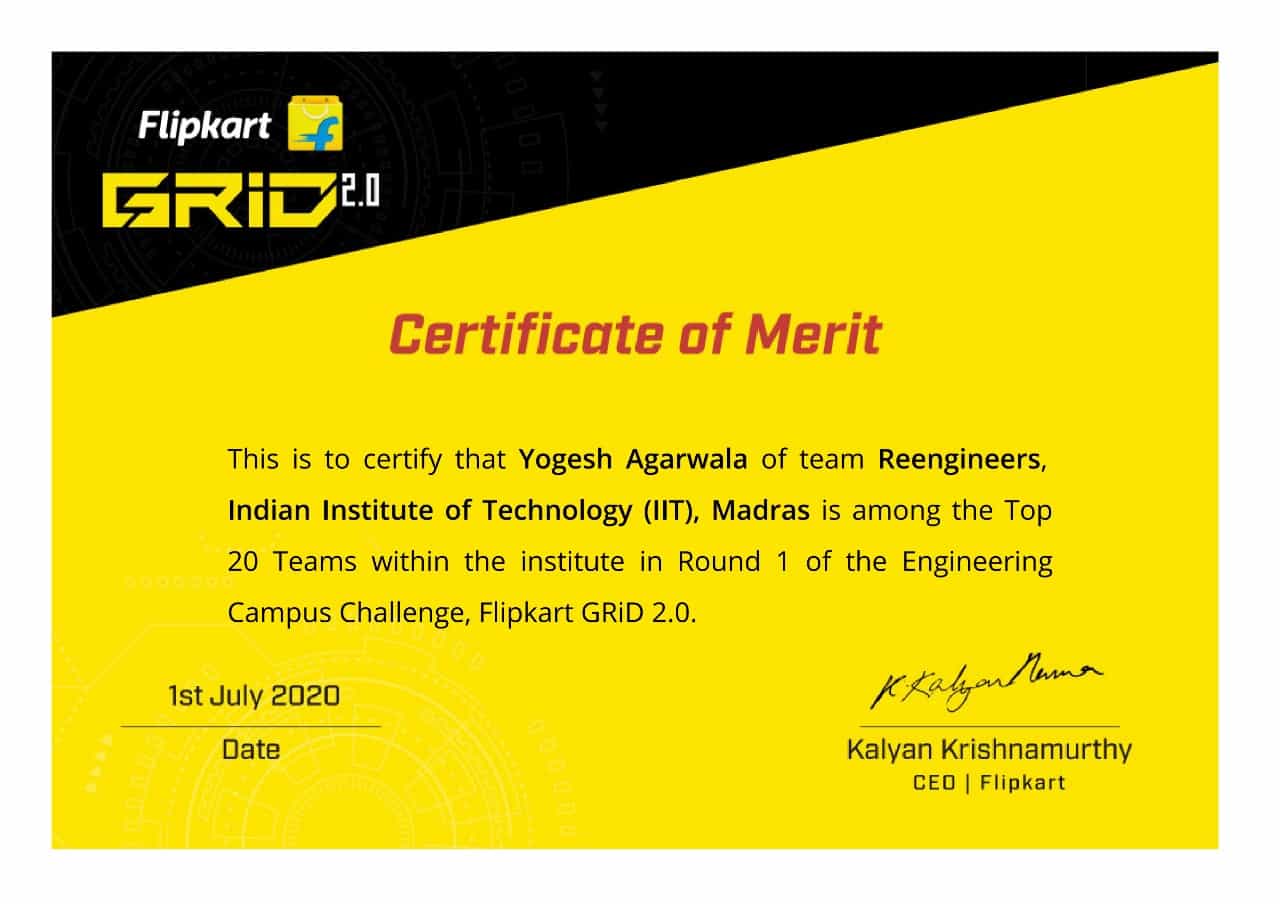 Flipkart
GRiD 2.0
Certificate of Merit
This is to certify that Yogesh Agarwala of team Reengineers,
Indian Institute of Technology (IIT), Madras is among the Top
20 Teams within the institute in Round 1 of the Engineering
Campus Challenge, Flipkart GRiD 2.0.
1st July 2020
Date
K. Kalyan
Kalyan Krishnamurthy
CEO | Flipkart